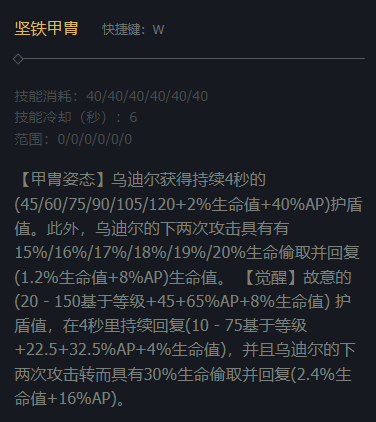 坚铁甲胄 快捷键：W
技能消耗：40/40/40/40/40/40
技能冷却（秒）：6
范围：0/0/0/0/0/0
【甲胄姿态】乌迪尔获得持续4秒的
(45/60/75/90/105/120+2%生命值+40%AP)护盾
值。此外，乌迪尔的下两次攻击具有有
15%/16%/17%/18%/19%/20%生命偷取并回复
(1.2%生命值+8%AP)生命值。 【觉醒】故意的
(20 - 150基于等级+45+65%AP+8%生命值) 护
盾值，在4秒里持续回复(10 - 75基于等级
+22.5+32.5%AP+4%生命值)，并且乌迪尔的下
两次攻击转而具有30%生命偷取并回复(2.4%生
命值+16%AP)。